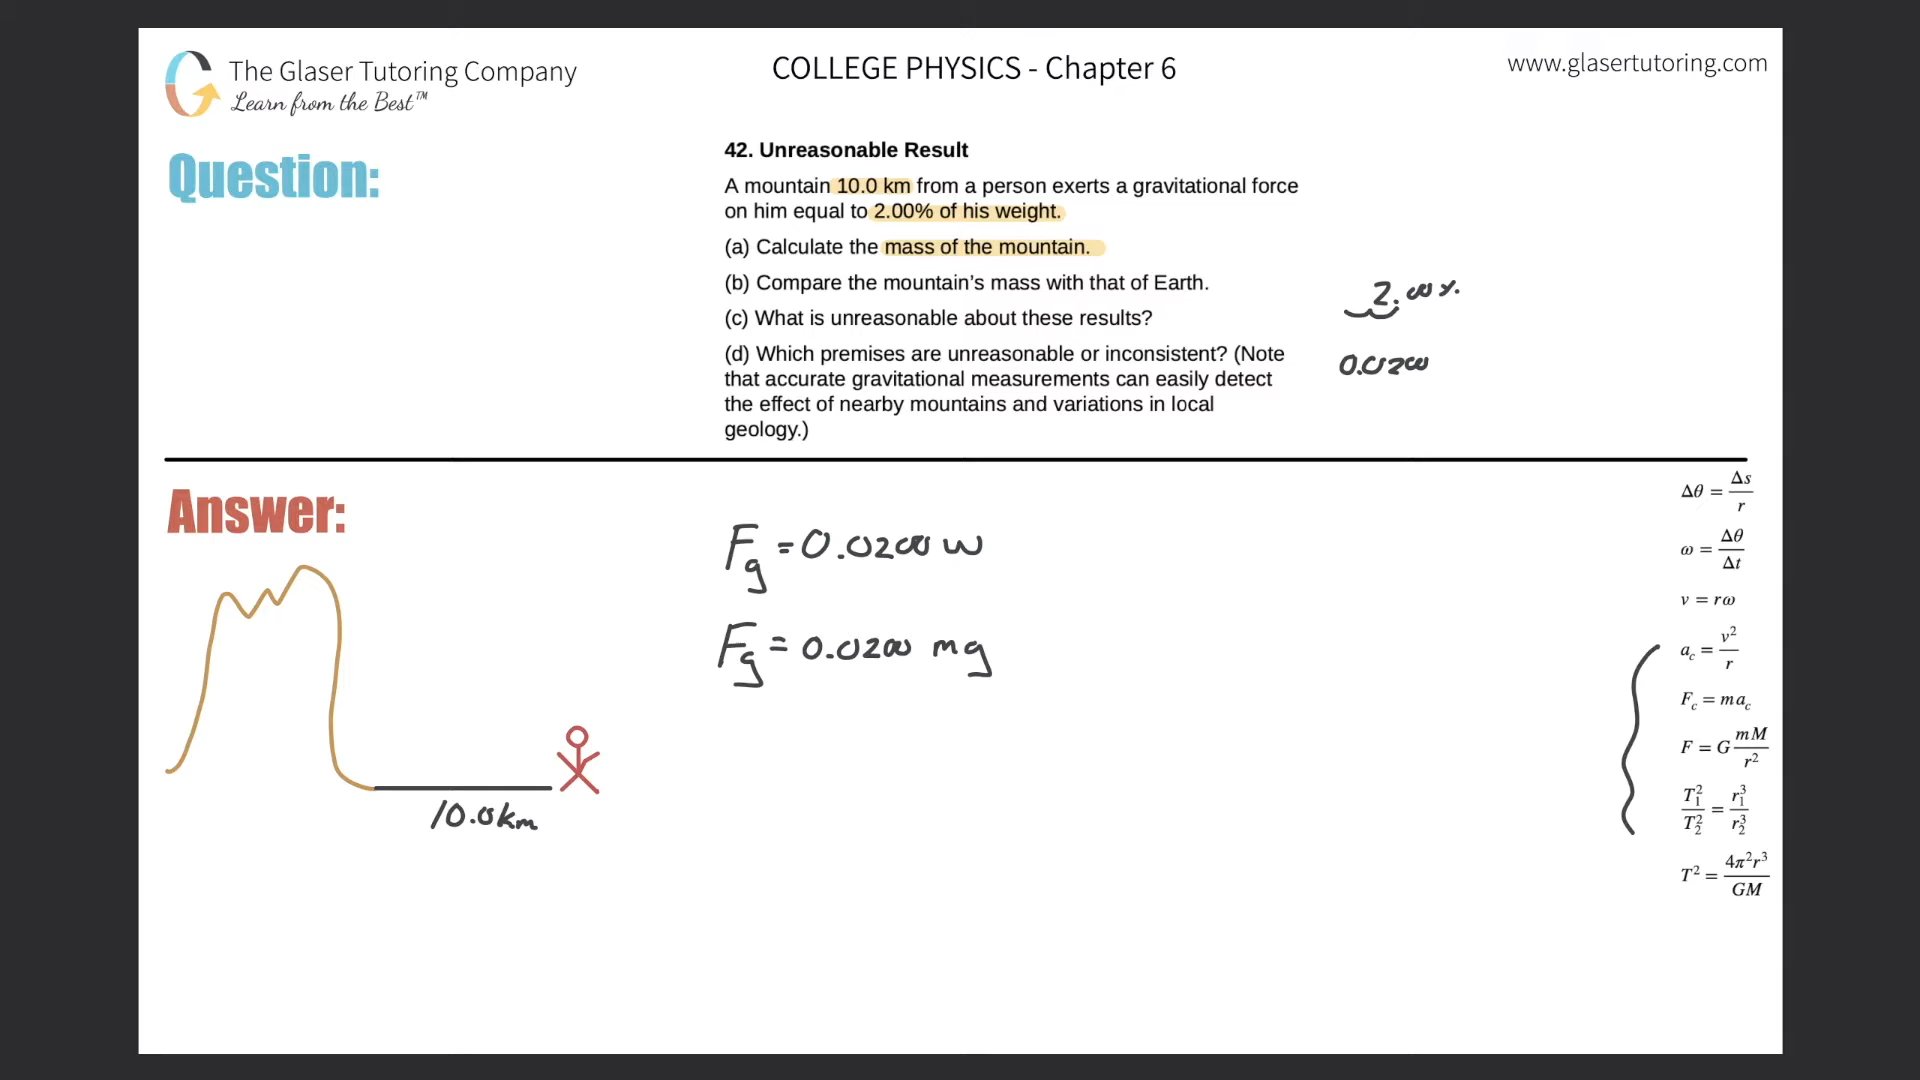 The Glaser Tutoring Company
Learn from the Best™
COLLEGE PHYSICS - Chapter 6
www.glasertutoring.com
Question:
42. Unreasonable Result
A mountain 10.0 km from a person exerts a gravitational force
on him equal to 2.00% of his weight.
(a) Calculate the mass of the mountain.
(b) Compare the mountain’s mass with that of Earth.
(c) What is unreasonable about these results?
(d) Which premises are unreasonable or inconsistent? (Note
that accurate gravitational measurements can easily detect
the effect of nearby mountains and variations in local
geology.)
2.00%
0.0200
Answer:
10.0km
F_g = 0.0200 w
F_g = 0.0200 mg
Δθ = Δs/r
ω = Δθ/Δt
v = rω
a_c = v²/r
F_c = ma_c
F = G mM/r²
T₁²/T₂² = r₁³/r₂³
T² = 4π²r³/GM